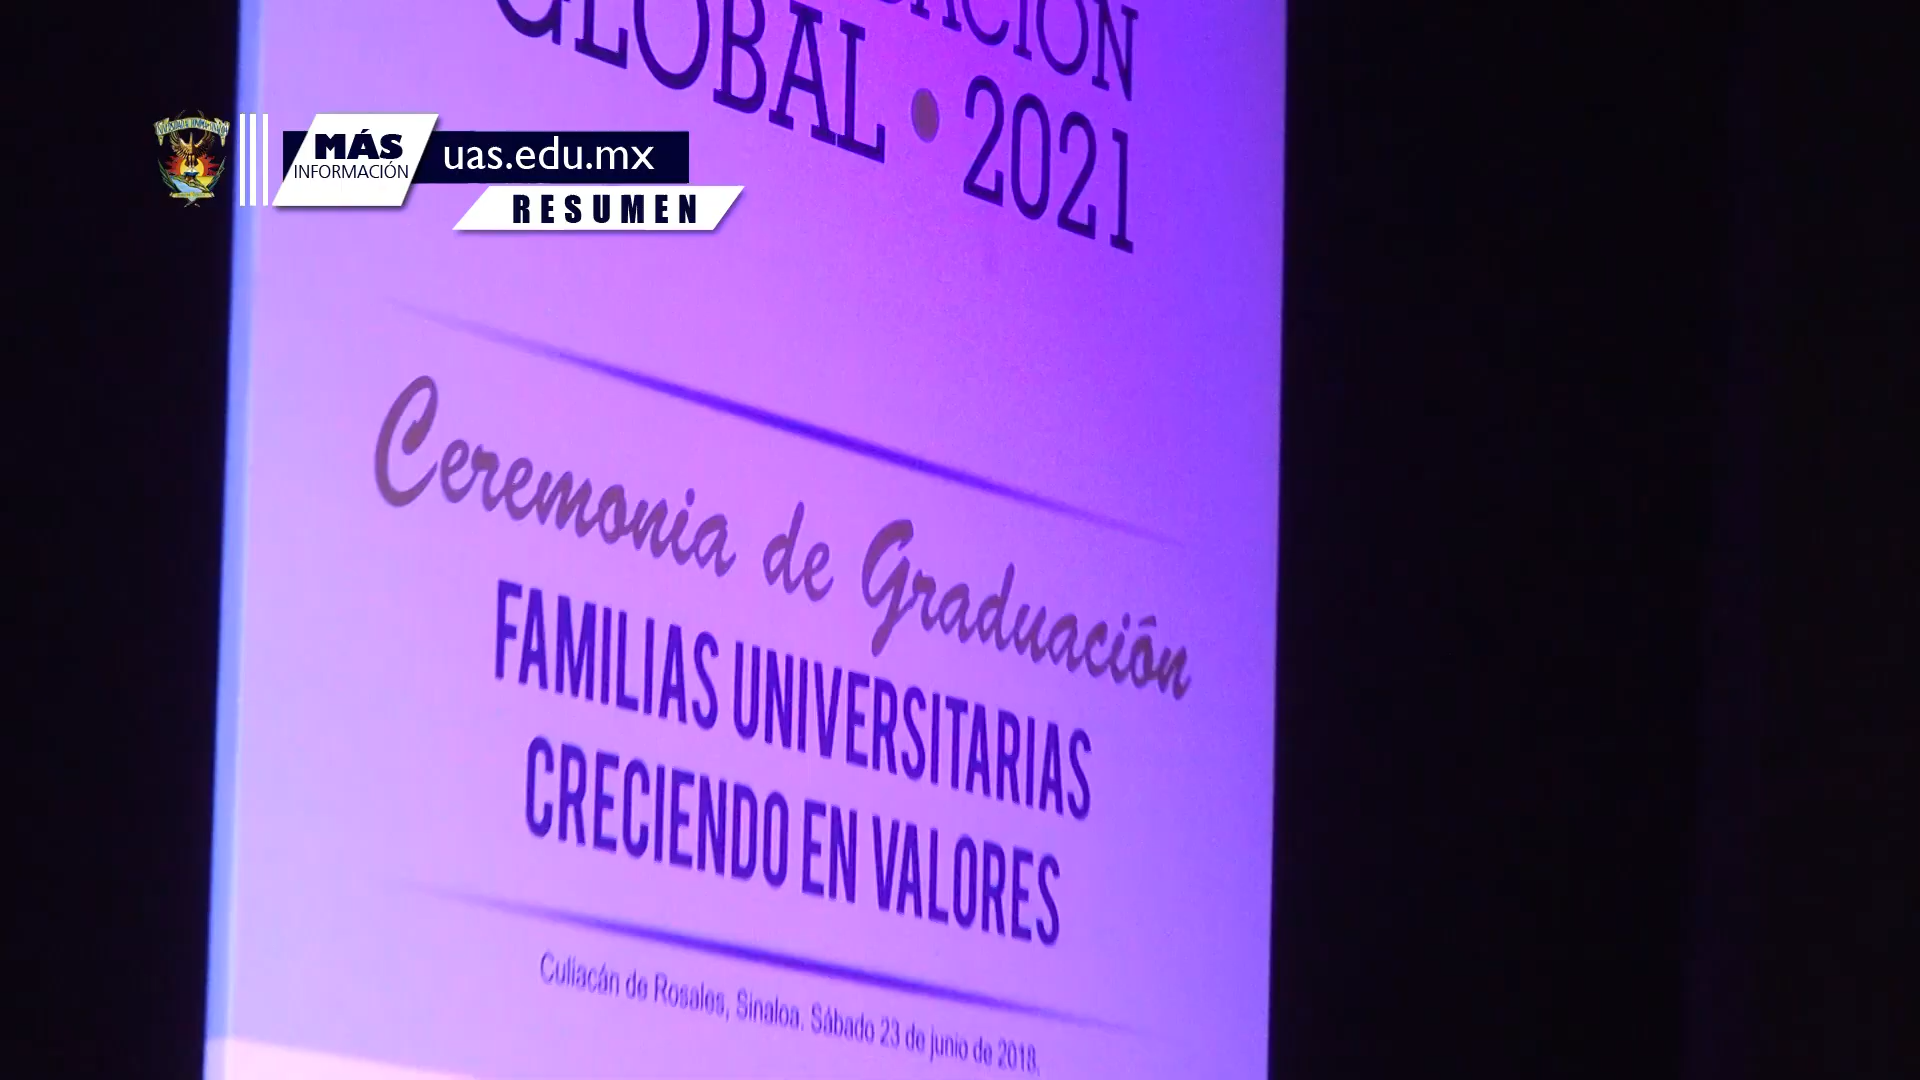 GLOBAL • 2021
MÁS
INFORMACIÓN
uas.edu.mx
RESUMEN
Ceremonia de Graduación
FAMILIAS UNIVERSITARIAS
CRECIENDO EN VALORES
Culiacán de Rosales, Sinaloa. Sábado 23 de junio de 2018.